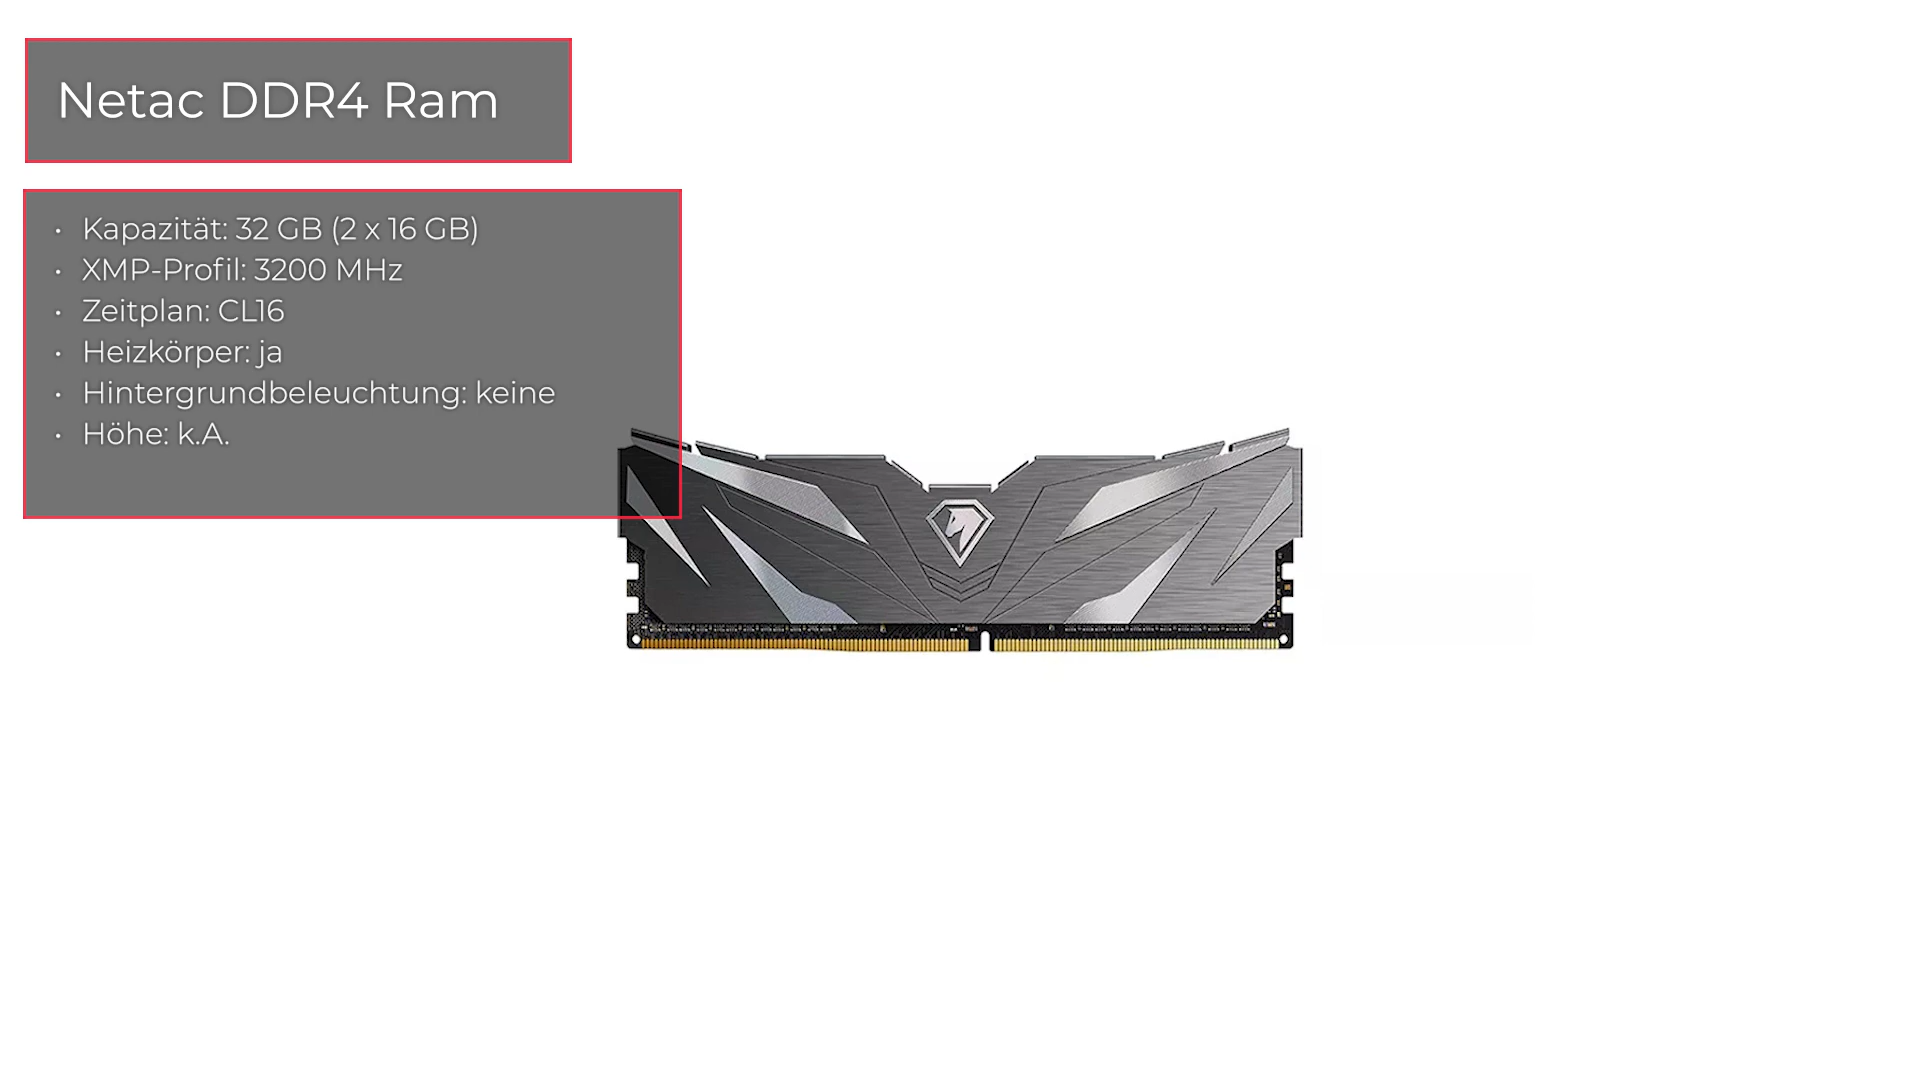 Netac DDR4 Ram
• Kapazität: 32 GB (2 x 16 GB)
• XMP-Profil: 3200 MHz
• Zeitplan: CL16
• Heizkörper: ja
• Hintergrundbeleuchtung: keine
• Höhe: k.A.